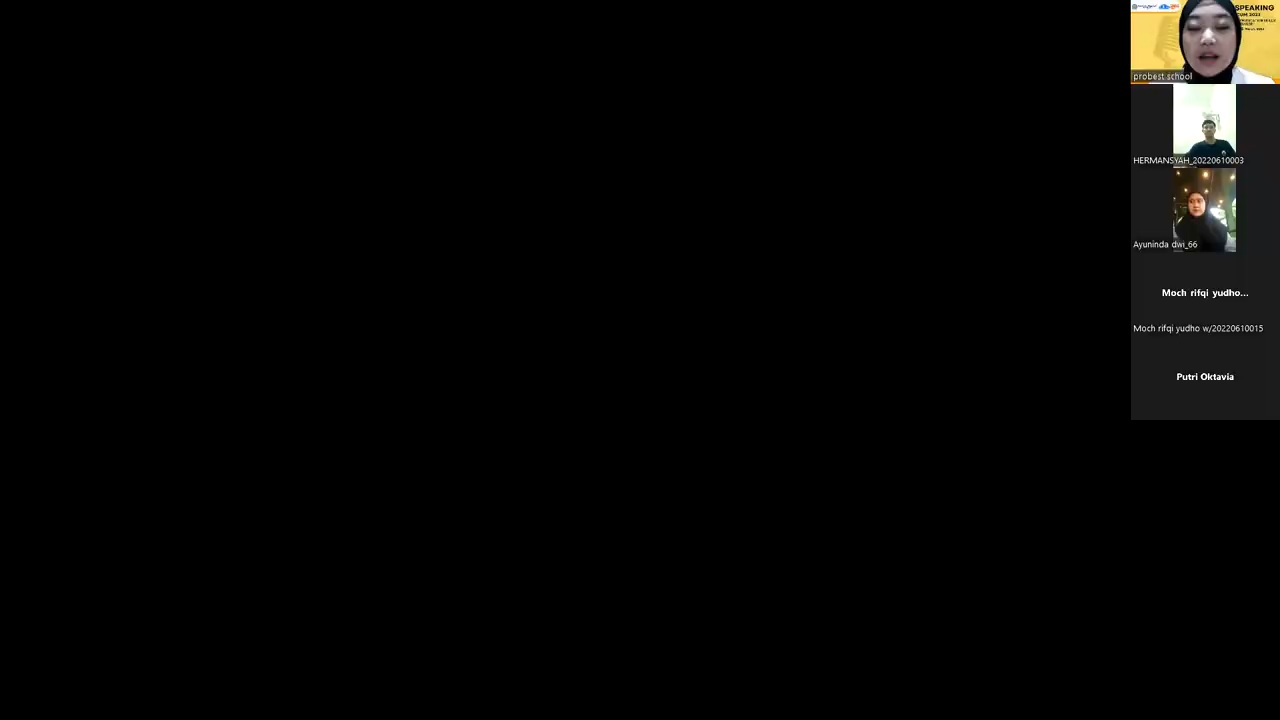 SPEAKING
probest school
HERMANSYAH_20220610003
Ayuninda dwi_66
Moch rifqi yudho...
Moch rifqi yudho w/20220610015
Putri Oktavia